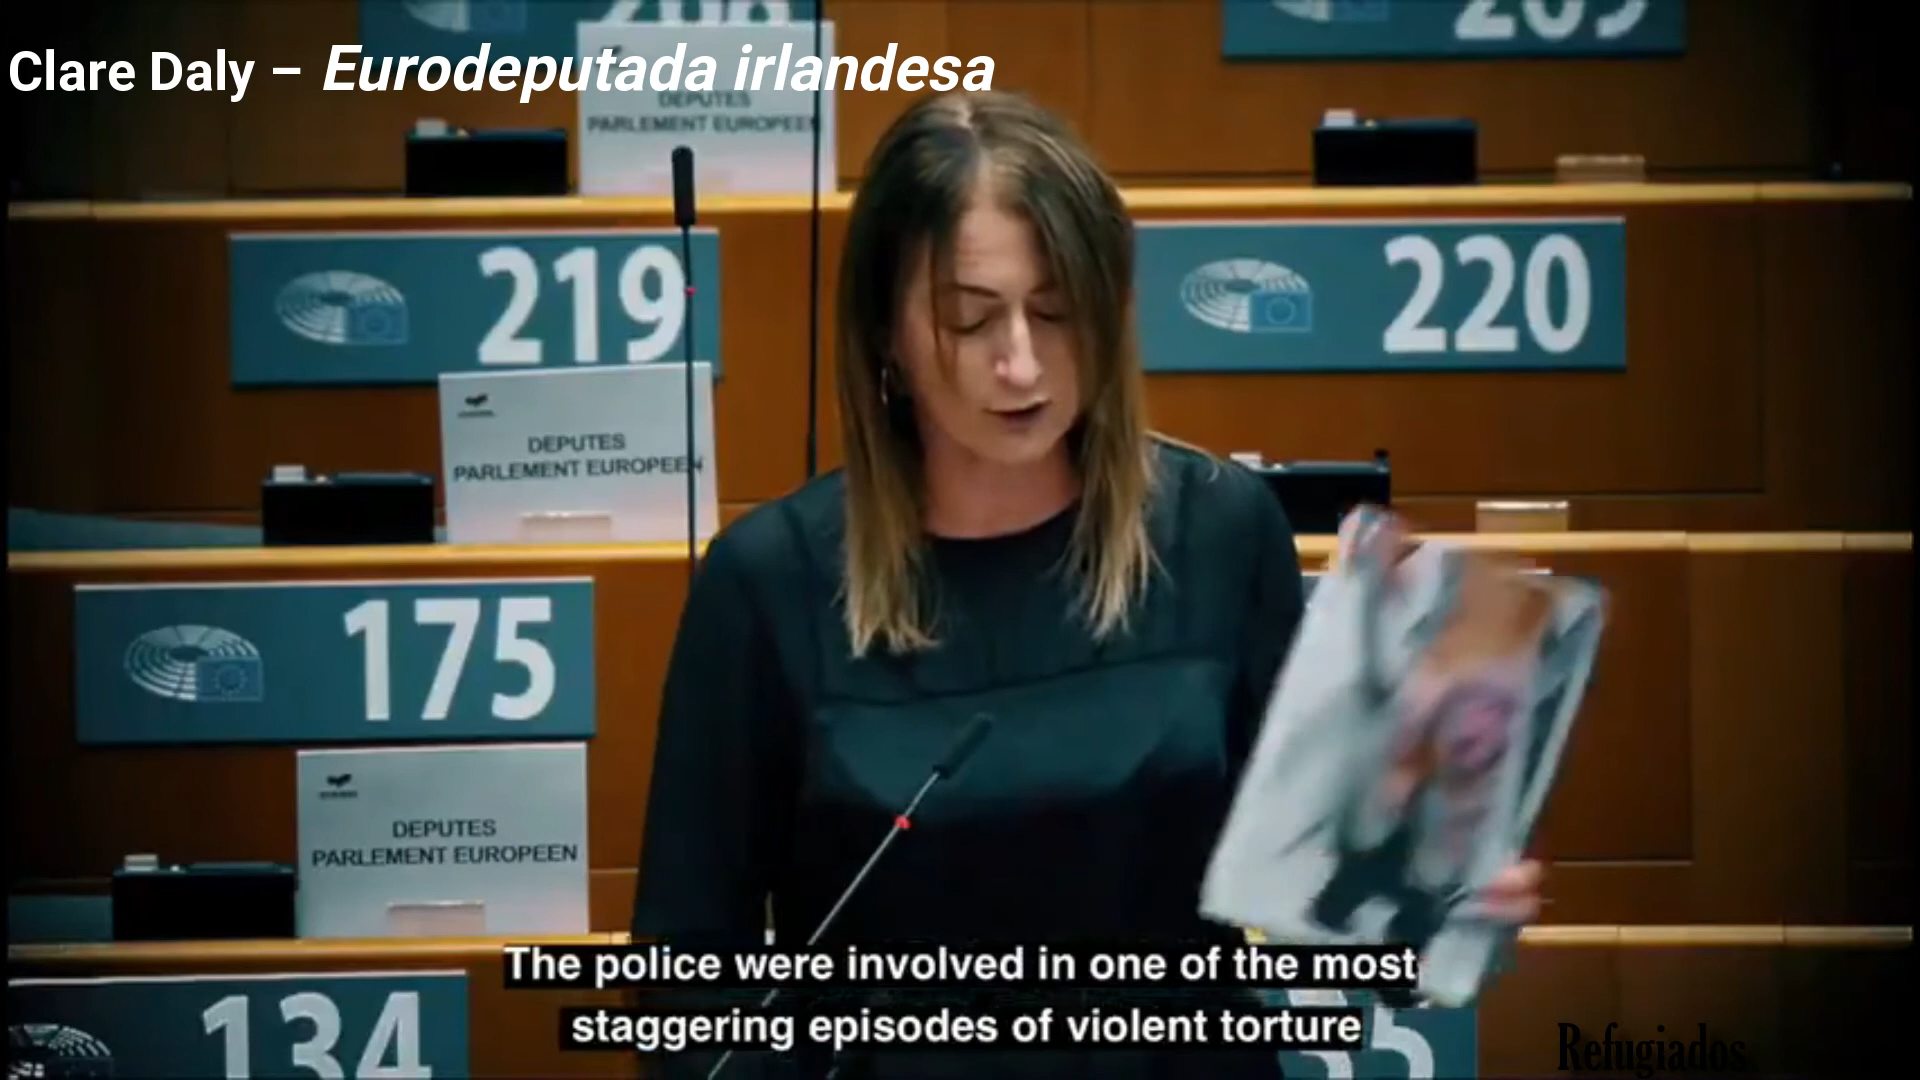 Clare Daly – Eurodeputada irlandesa
DEPUTES
PARLEMENT EUROPEEN
219
220
DEPUTES
PARLEMENT EUROPEEN
175
DEPUTES
PARLEMENT EUROPEEN
The police were involved in one of the most
staggering episodes of violent torture
134
Refugiados